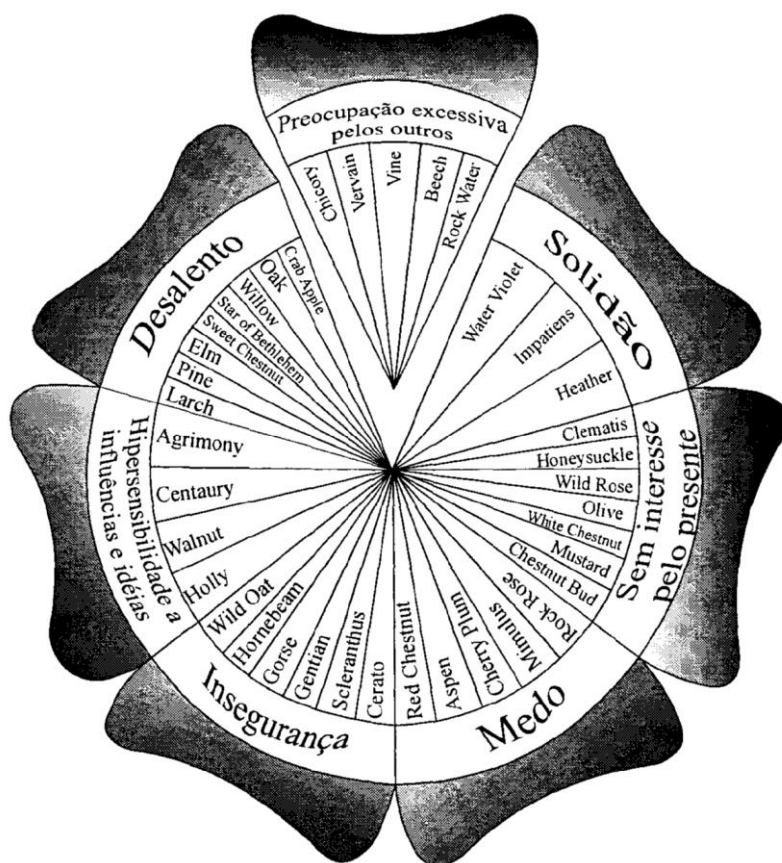 Preocupação excessiva
pelos outros
Chicory
Vervain
Vine
Beech
Rock Water
Solidão
Water Violet
Impatiens
Heather
Sem interesse
pelo presente
Clematis
Honeysuckle
Wild Rose
Olive
White Chestnut
Mustard
Chestnut Bud
Medo
Rock Rose
Mimulus
Cherry Plum
Aspen
Red Chestnut
Insegurança
Cerato
Scleranthus
Gentian
Gorse
Hornebeam
Wild Oat
Hipersensibilidade a
influências e idéias
Holly
Walnut
Centaury
Agrimony
Desalento
Larch
Pine
Elm
Sweet Chestnut
Star of Bethlehem
Willow
Oak
Crab Apple